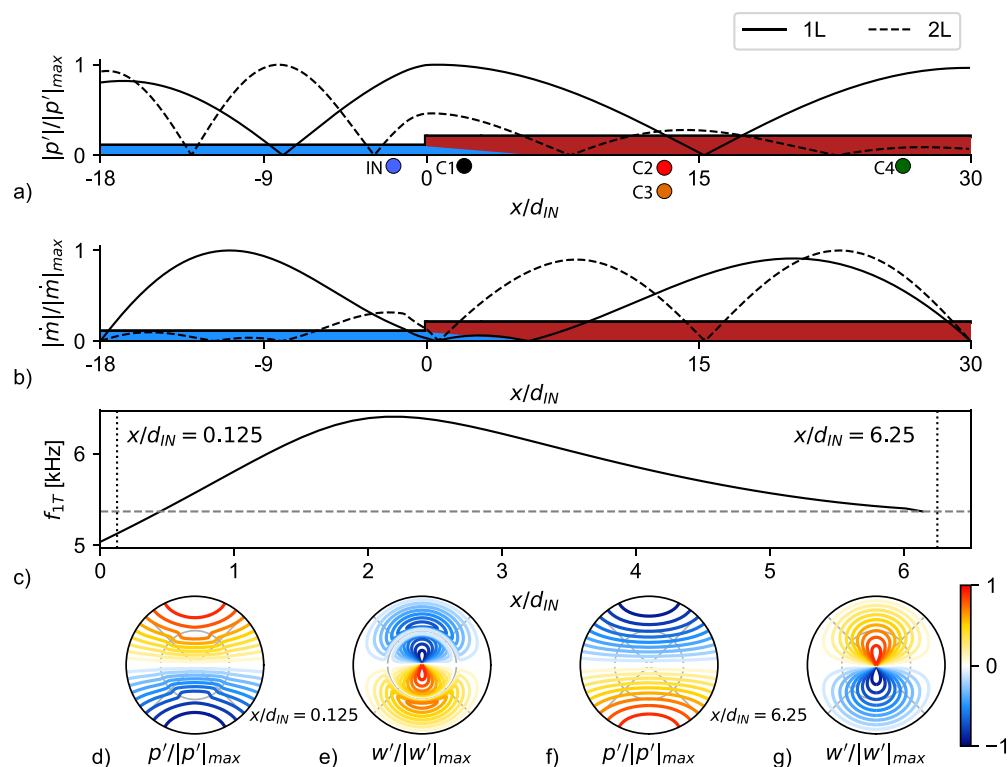 1L 2L
|p′|/|p′|max
1
0
-18 -9 0 15 30
IN C1 C2 C4
C3
a)
x/dIN
|ṁ|/|ṁ|max
1
0
-18 -9 0 15 30
b)
x/dIN
f1T [kHz]
6
5
x/dIN = 0.125 x/dIN = 6.25
0 1 2 3 4 5 6
c)
x/dIN
1
0
−1
x/dIN = 0.125 x/dIN = 6.25
d) p′/|p′|max e) w′/|w′|max f) p′/|p′|max g) w′/|w′|max